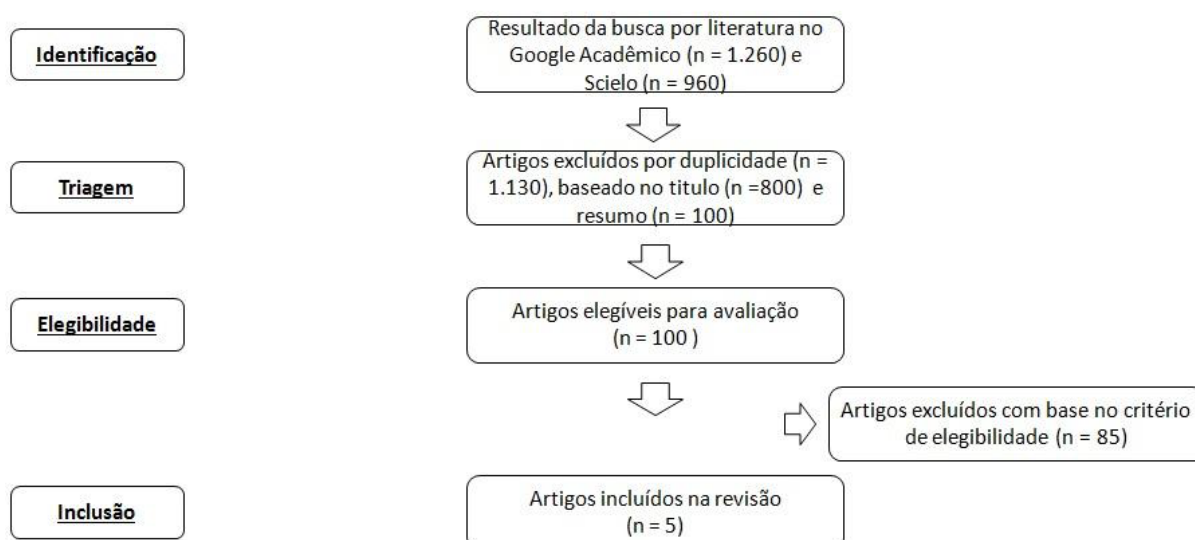 Identificação
Resultado da busca por literatura no
Google Acadêmico (n = 1.260) e
Scielo (n = 960)
Triagem
Artigos excluídos por duplicidade (n =
1.130), baseado no titulo (n =800) e
resumo (n = 100)
Elegibilidade
Artigos elegíveis para avaliação
(n = 100 )
Artigos excluídos com base no critério
de elegibilidade (n = 85)
Inclusão
Artigos incluídos na revisão
(n = 5)